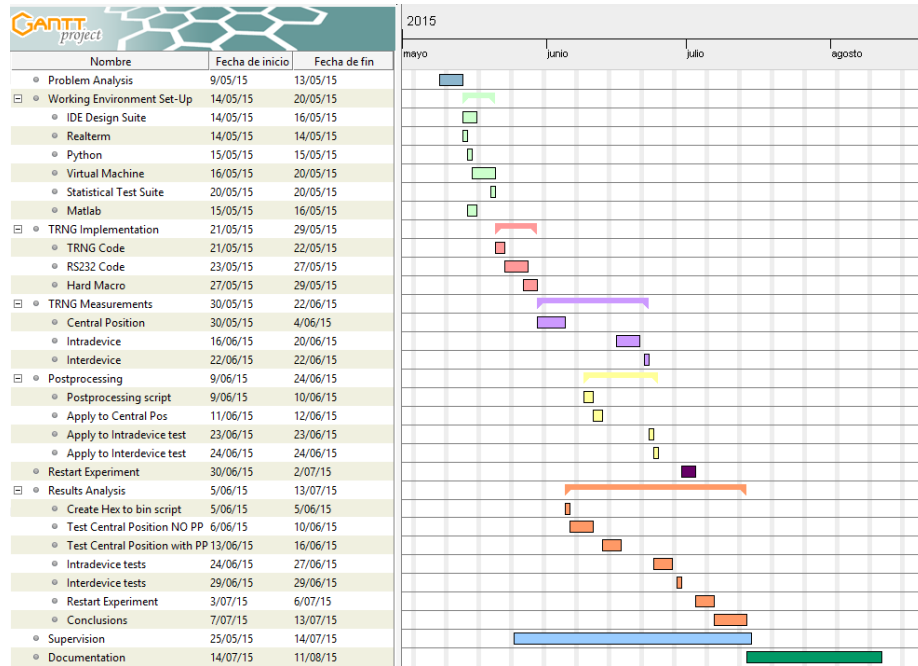 GANTT
project
2015
mayo junio julio agosto
Nombre Fecha de inicio Fecha de fin
Problem Analysis 9/05/15 13/05/15
Working Environment Set-Up 14/05/15 20/05/15
IDE Design Suite 14/05/15 16/05/15
Realterm 14/05/15 14/05/15
Python 15/05/15 15/05/15
Virtual Machine 16/05/15 20/05/15
Statistical Test Suite 20/05/15 20/05/15
Matlab 15/05/15 16/05/15
TRNG Implementation 21/05/15 29/05/15
TRNG Code 21/05/15 22/05/15
RS232 Code 23/05/15 27/05/15
Hard Macro 27/05/15 29/05/15
TRNG Measurements 30/05/15 22/06/15
Central Position 30/05/15 4/06/15
Intradevice 16/06/15 20/06/15
Interdevice 22/06/15 22/06/15
Postprocessing 9/06/15 24/06/15
Postprocessing script 9/06/15 10/06/15
Apply to Central Pos 11/06/15 12/06/15
Apply to Intradevice test 23/06/15 23/06/15
Apply to Interdevice test 24/06/15 24/06/15
Restart Experiment 30/06/15 2/07/15
Results Analysis 5/06/15 13/07/15
Create Hex to bin script 5/06/15 5/06/15
Test Central Position NO PP 6/06/15 10/06/15
Test Central Position with PP 13/06/15 16/06/15
Intradevice tests 24/06/15 27/06/15
Interdevice tests 29/06/15 29/06/15
Restart Experiment 3/07/15 6/07/15
Conclusions 7/07/15 13/07/15
Supervision 25/05/15 14/07/15
Documentation 14/07/15 11/08/15